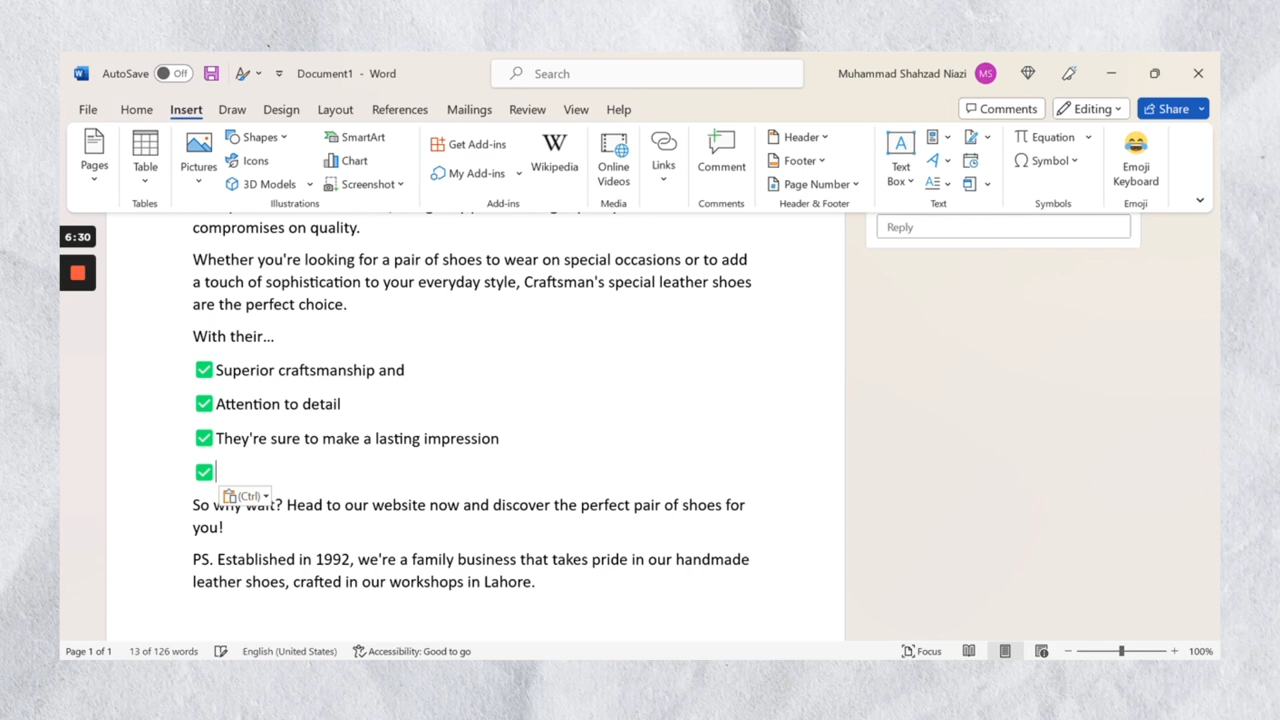 AutoSave Off Document1 - Word Search Muhammad Shahzad Niazi MS
File Home Insert Draw Design Layout References Mailings Review View Help Comments Editing Share
Pages
Table
Tables
Pictures
Shapes
Icons
3D Models
SmartArt
Chart
Screenshot
Illustrations
Get Add-ins
My Add-ins
Wikipedia
Add-ins
Online
Videos
Media
Links
Comment
Comments
Header
Footer
Page Number
Header & Footer
Text
Box
Text
Equation
Symbol
Symbols
Emoji
Keyboard
Emoji
6:30
compromises on quality.
Whether you're looking for a pair of shoes to wear on special occasions or to add
a touch of sophistication to your everyday style, Craftsman's special leather shoes
are the perfect choice.
With their...
✅Superior craftsmanship and
✅Attention to detail
✅They're sure to make a lasting impression
✅
(Ctrl)
So why wait? Head to our website now and discover the perfect pair of shoes for
you!
PS. Established in 1992, we're a family business that takes pride in our handmade
leather shoes, crafted in our workshops in Lahore.
Reply
Page 1 of 1 13 of 126 words English (United States) Accessibility: Good to go Focus 100%